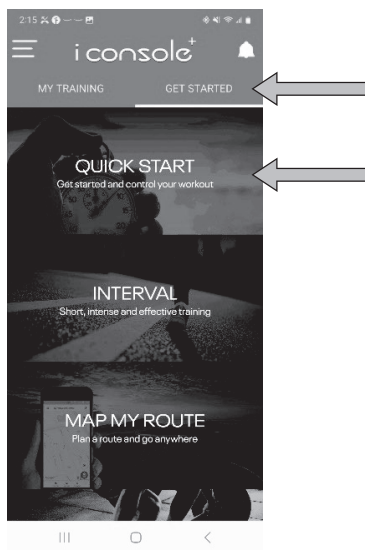 2:15
i console+
MY TRAINING GET STARTED
QUICK START
Get started and control your workout
INTERVAL
Short, intense and effective training
MAP MY ROUTE
Plan a route and go anywhere